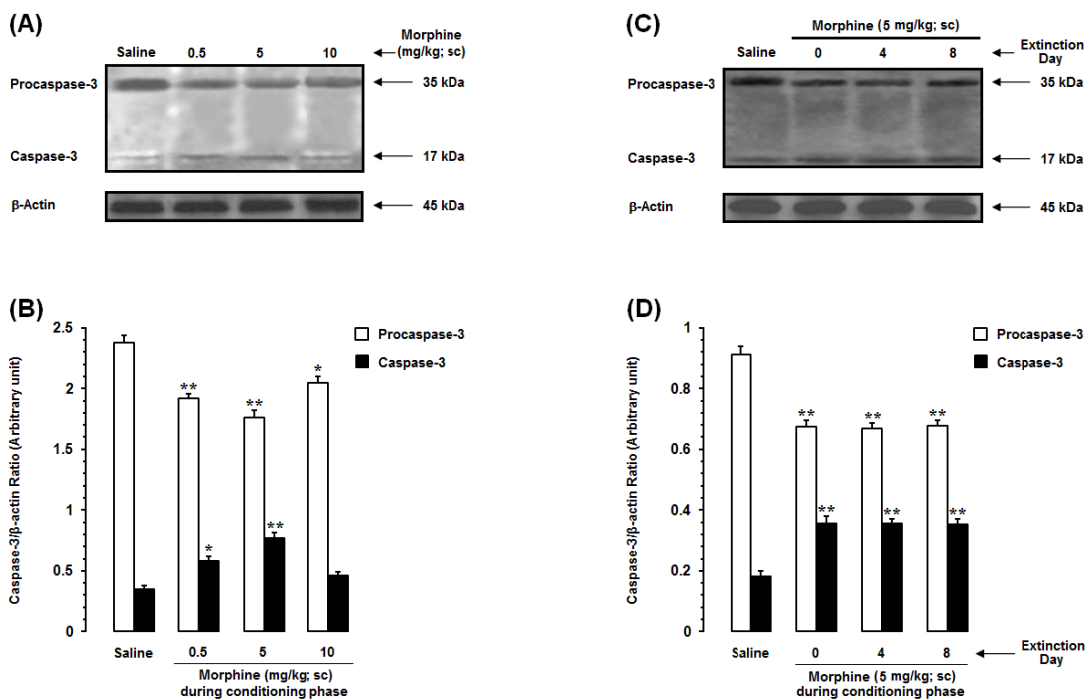 (A)
Saline 0.5 5 10
Morphine
(mg/kg; sc)
Procaspase-3
35 kDa
Caspase-3
17 kDa
β-Actin
45 kDa
(C)
Morphine (5 mg/kg; sc)
Saline 0 4 8
Extinction
Day
Procaspase-3
35 kDa
Caspase-3
17 kDa
β-Actin
45 kDa
(B)
Procaspase-3
Caspase-3
Caspase-3/β-actin Ratio (Arbitrary unit)
2.5
2
1.5
1
0.5
0
** ** *
* **
Saline 0.5 5 10
Morphine (mg/kg; sc)
during conditioning phase
(D)
Procaspase-3
Caspase-3
Caspase-3/β-actin Ratio (Arbitrary unit)
1
0.8
0.6
0.4
0.2
0
** ** **
** ** **
Saline 0 4 8
Extinction
Day
Morphine (5 mg/kg; sc)
during conditioning phase